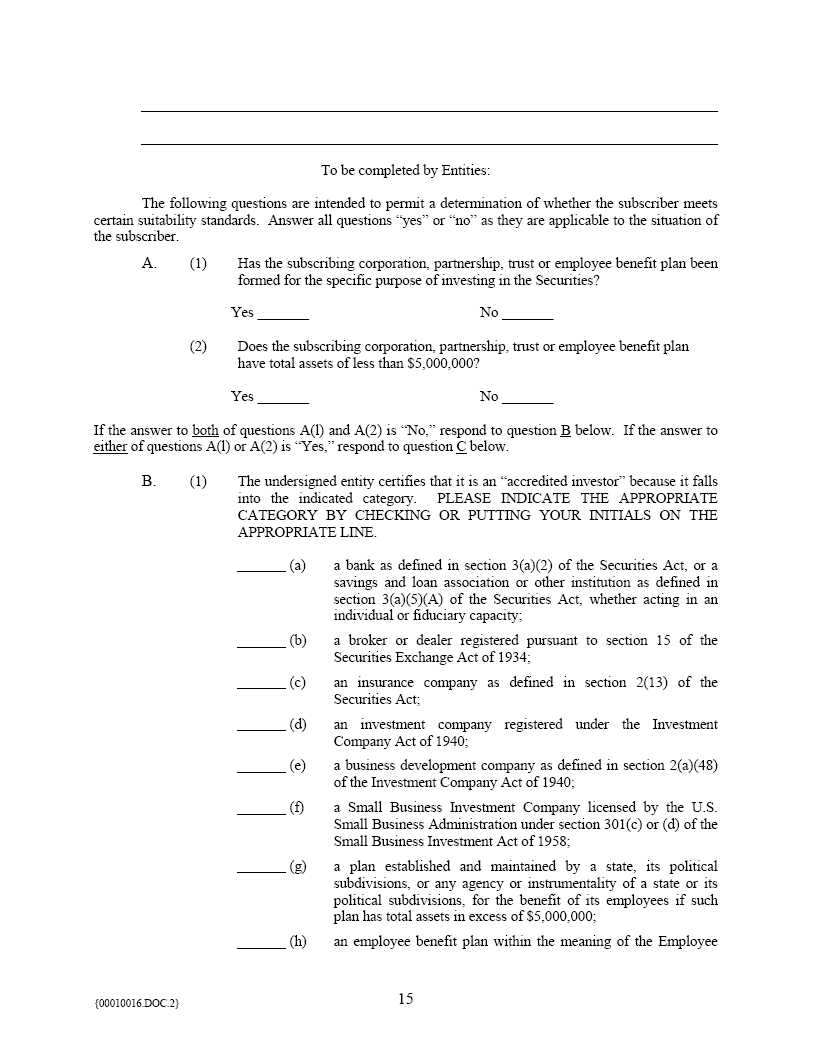 To be completed by Entities:
The following questions are intended to permit a determination of whether the subscriber meets
certain suitability standards. Answer all questions “yes” or “no” as they are applicable to the situation of
the subscriber.
A. (1) Has the subscribing corporation, partnership, trust or employee benefit plan been
formed for the specific purpose of investing in the Securities?
Yes _______ No _______
(2) Does the subscribing corporation, partnership, trust or employee benefit plan
have total assets of less than $5,000,000?
Yes _______ No _______
If the answer to both of questions A(l) and A(2) is “No,” respond to question B below. If the answer to
either of questions A(l) or A(2) is “Yes,” respond to question C below.
B. (1) The undersigned entity certifies that it is an “accredited investor” because it falls
into the indicated category. PLEASE INDICATE THE APPROPRIATE
CATEGORY BY CHECKING OR PUTTING YOUR INITIALS ON THE
APPROPRIATE LINE.
_______ (a) a bank as defined in section 3(a)(2) of the Securities Act, or a
savings and loan association or other institution as defined in
section 3(a)(5)(A) of the Securities Act, whether acting in an
individual or fiduciary capacity;
_______ (b) a broker or dealer registered pursuant to section 15 of the
Securities Exchange Act of 1934;
_______ (c) an insurance company as defined in section 2(13) of the
Securities Act;
_______ (d) an investment company registered under the Investment
Company Act of 1940;
_______ (e) a business development company as defined in section 2(a)(48)
of the Investment Company Act of 1940;
_______ (f) a Small Business Investment Company licensed by the U.S.
Small Business Administration under section 301(c) or (d) of the
Small Business Investment Act of 1958;
_______ (g) a plan established and maintained by a state, its political
subdivisions, or any agency or instrumentality of a state or its
political subdivisions, for the benefit of its employees if such
plan has total assets in excess of $5,000,000;
_______ (h) an employee benefit plan within the meaning of the Employee
{00010016.DOC.2} 15